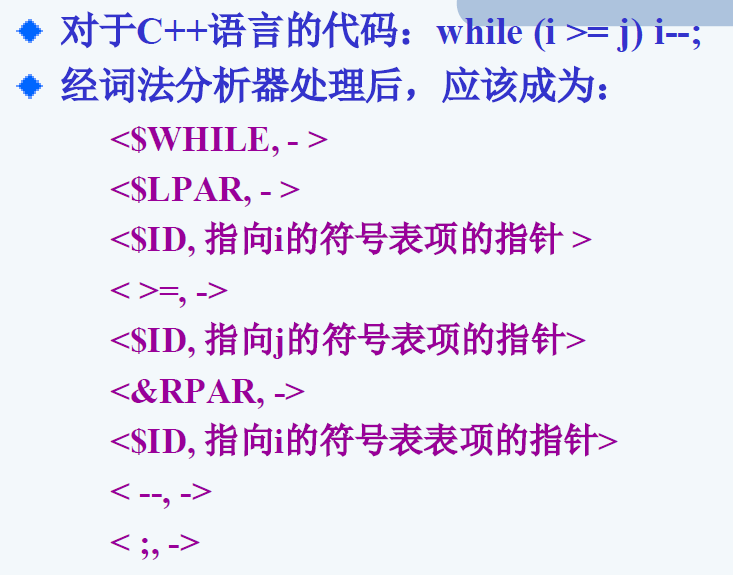 对于C++语言的代码：while (i >= j) i--;
经词法分析器处理后，应该成为：
<$WHILE, - >
<$LPAR, - >
<$ID, 指向i的符号表项的指针 >
< >=, ->
<$ID, 指向j的符号表项的指针>
<&RPAR, ->
<$ID, 指向i的符号表表项的指针>
< --, ->
< ;, ->